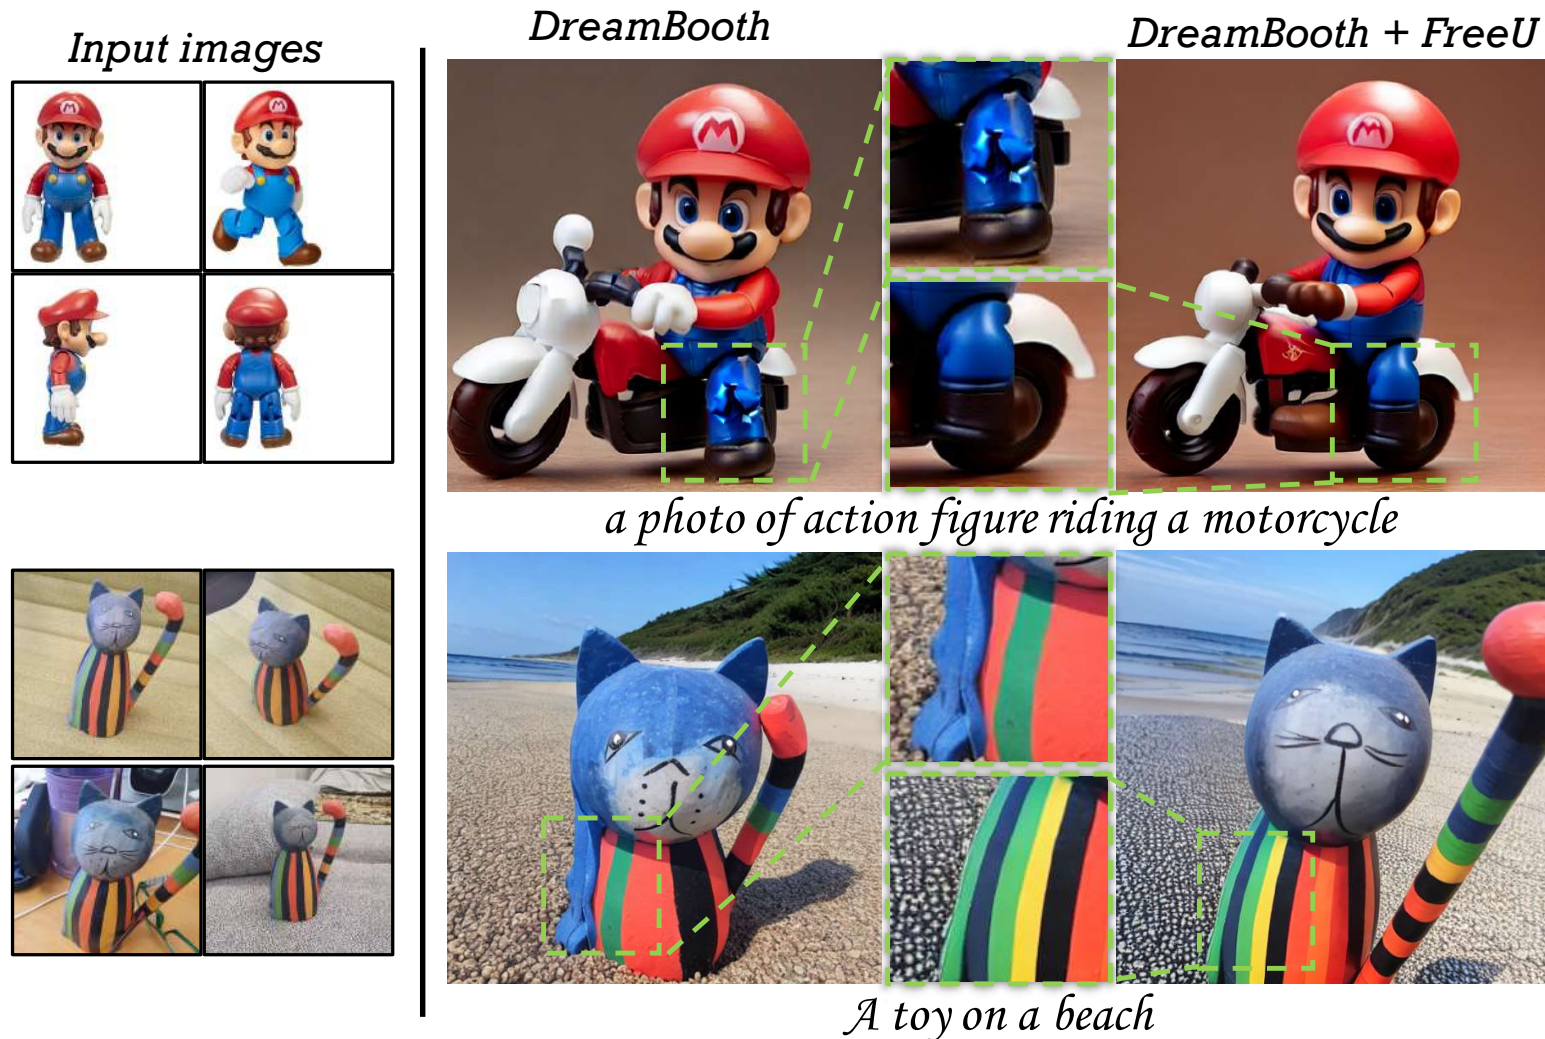 Input images
DreamBooth
DreamBooth + FreeU
M
M
M
M
a photo of action figure riding a motorcycle
A toy on a beach